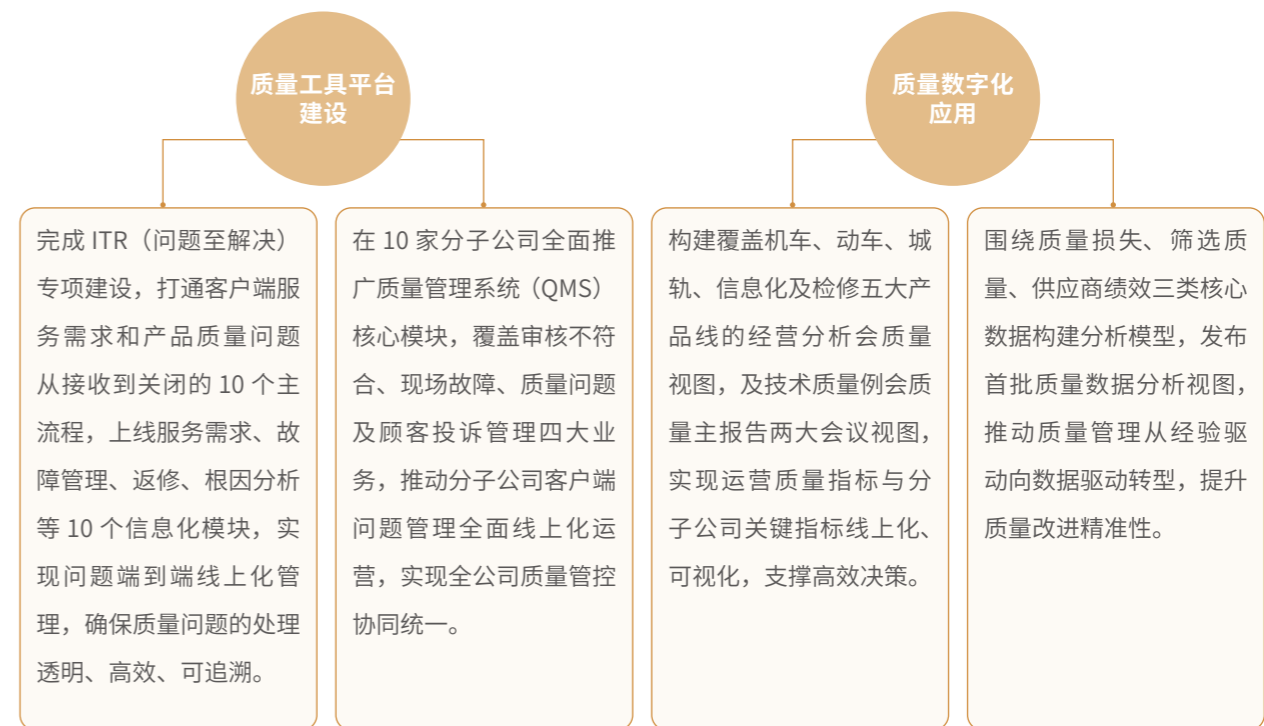 质量工具平台
建设
完成 ITR（问题至解决）
专项建设，打通客户端服
务需求和产品质量问题
从接收到关闭的 10 个主
流程，上线服务需求、故
障管理、返修、根因分析
等 10 个信息化模块，实
现问题端到端线上化管
理，确保质量问题的处理
透明、高效、可追溯。
在 10 家分子公司全面推
广质量管理系统（QMS）
核心模块，覆盖审核不符
合、现场故障、质量问题
及顾客投诉管理四大业
务，推动分子公司客户端
问题管理全面线上化运
营，实现全公司质量管控
协同统一。
质量数字化
应用
构建覆盖机车、动车、城
轨、信息化及检修五大产
品线的经营分析会质量
视图，及技术质量例会质
量主报告两大会议视图，
实现运营质量指标与分
子公司关键指标线上化、
可视化，支撑高效决策。
围绕质量损失、筛选质
量、供应商绩效三类核心
数据构建分析模型，发布
首批质量数据分析视图，
推动质量管理从经验驱
动向数据驱动转型，提升
质量改进精准性。